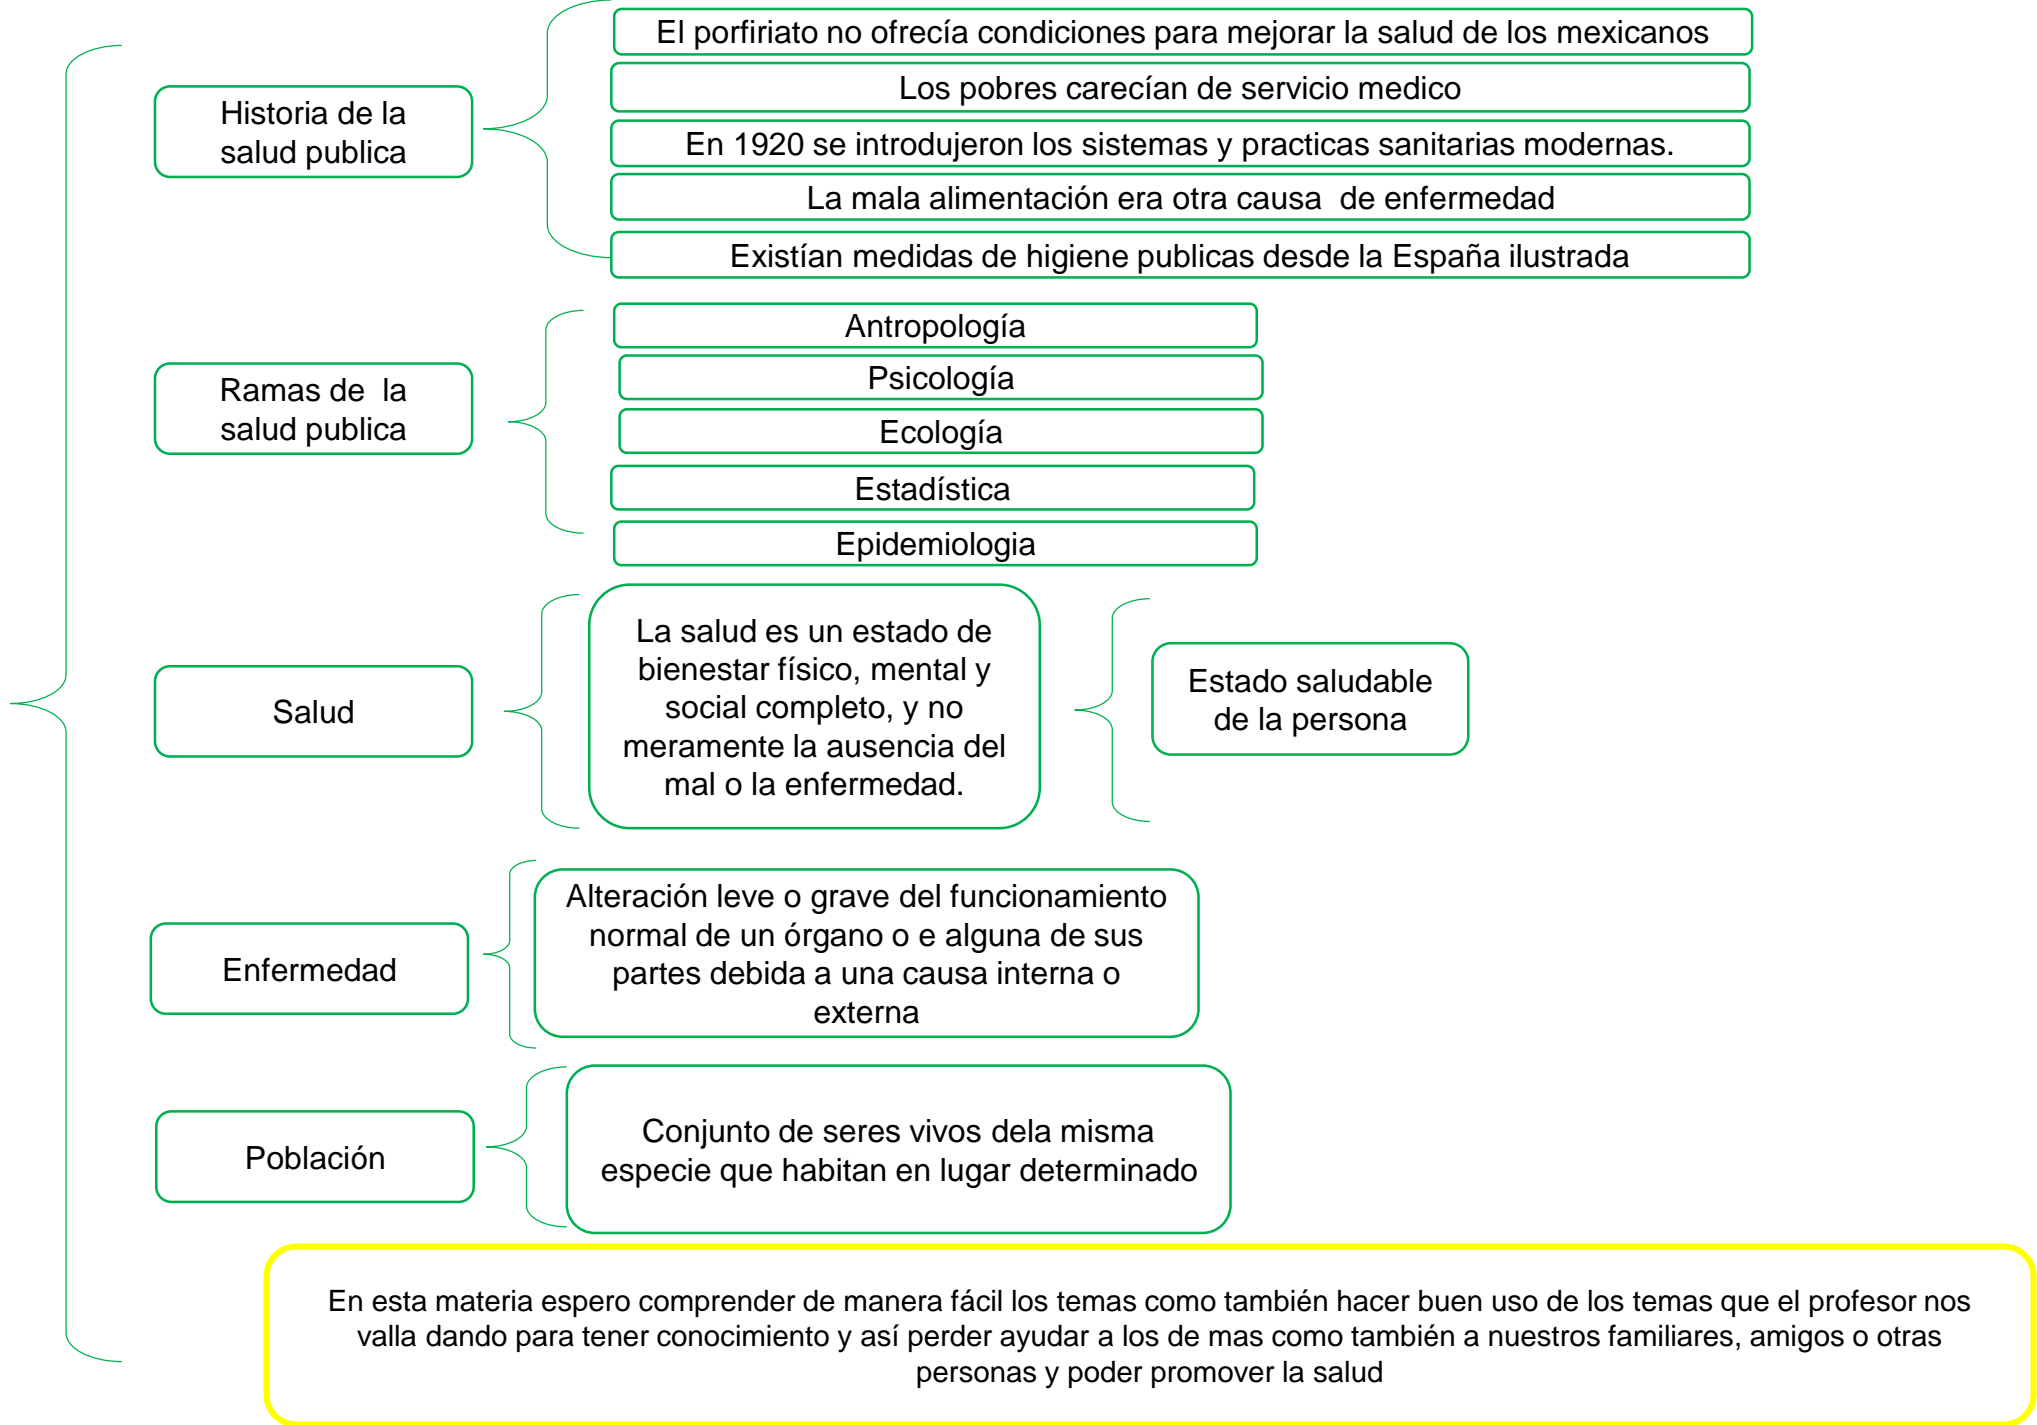 Historia de la
salud publica
El porfiriato no ofrecía condiciones para mejorar la salud de los mexicanos
Los pobres carecían de servicio medico
En 1920 se introdujeron los sistemas y practicas sanitarias modernas.
La mala alimentación era otra causa  de enfermedad
Existían medidas de higiene publicas desde la España ilustrada
Ramas de  la
salud publica
Antropología
Psicología
Ecología
Estadística
Epidemiologia
Salud
La salud es un estado de
bienestar físico, mental y
social completo, y no
meramente la ausencia del
mal o la enfermedad.
Estado saludable
de la persona
Enfermedad
Alteración leve o grave del funcionamiento
normal de un órgano o e alguna de sus
partes debida a una causa interna o
externa
Población
Conjunto de seres vivos dela misma
especie que habitan en lugar determinado
En esta materia espero comprender de manera fácil los temas como también hacer buen uso de los temas que el profesor nos
valla dando para tener conocimiento y así perder ayudar a los de mas como también a nuestros familiares, amigos o otras
personas y poder promover la salud